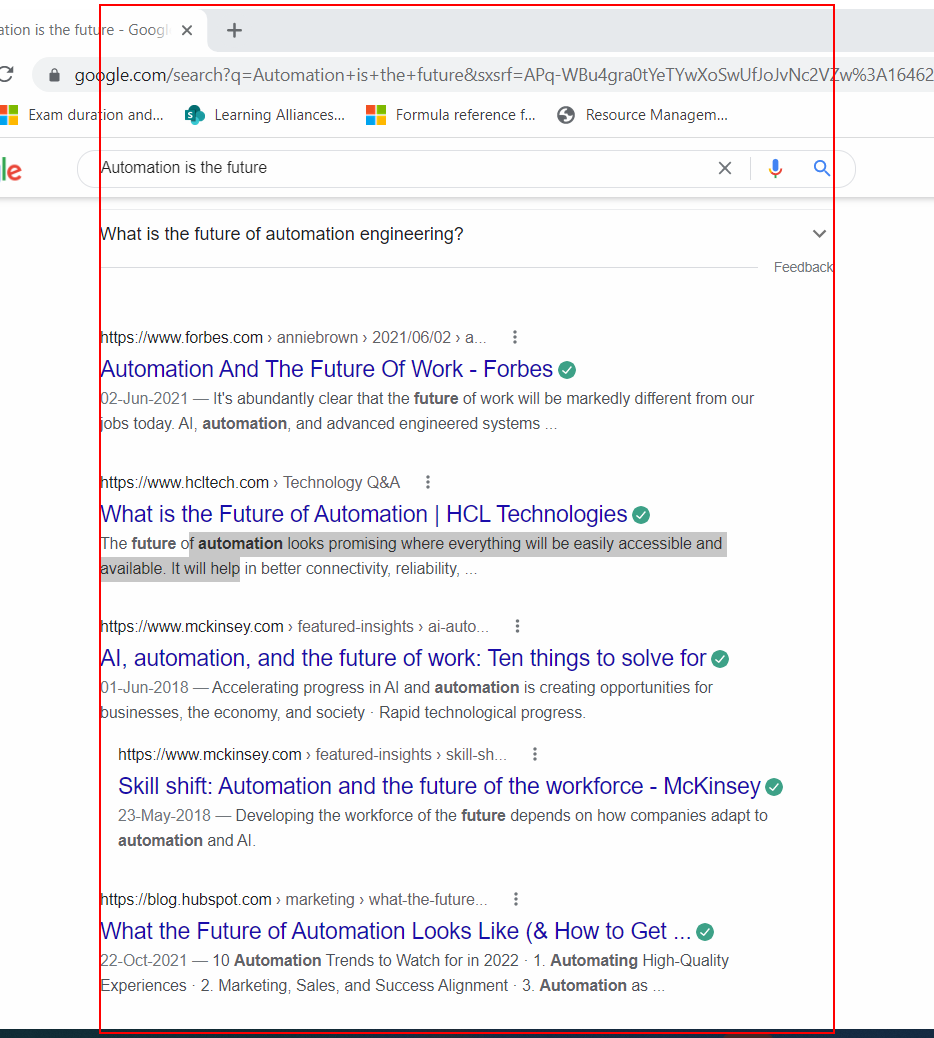 ation is the future - Googl
google.com/search?q=Automation+is+the+future&sxsrf=APq-WBu4gra0tYeTYwXoSwUfJoJvNc2VZw%3A16462
Exam duration and... Learning Alliances... Formula reference f... Resource Managem...
le
Automation is the future
What is the future of automation engineering?
Feedback
https://www.forbes.com › anniebrown › 2021/06/02 › a...
Automation And The Future Of Work - Forbes
02-Jun-2021 — It's abundantly clear that the future of work will be markedly different from our
jobs today. AI, automation, and advanced engineered systems ...
https://www.hcltech.com › Technology Q&A
What is the Future of Automation | HCL Technologies
The future of automation looks promising where everything will be easily accessible and
available. It will help in better connectivity, reliability, ...
https://www.mckinsey.com › featured-insights › ai-auto...
AI, automation, and the future of work: Ten things to solve for
01-Jun-2018 — Accelerating progress in AI and automation is creating opportunities for
businesses, the economy, and society · Rapid technological progress.
https://www.mckinsey.com › featured-insights › skill-sh...
Skill shift: Automation and the future of the workforce - McKinsey
23-May-2018 — Developing the workforce of the future depends on how companies adapt to
automation and AI.
https://blog.hubspot.com › marketing › what-the-future...
What the Future of Automation Looks Like (& How to Get ...
22-Oct-2021 — 10 Automation Trends to Watch for in 2022 · 1. Automating High-Quality
Experiences · 2. Marketing, Sales, and Success Alignment · 3. Automation as ...